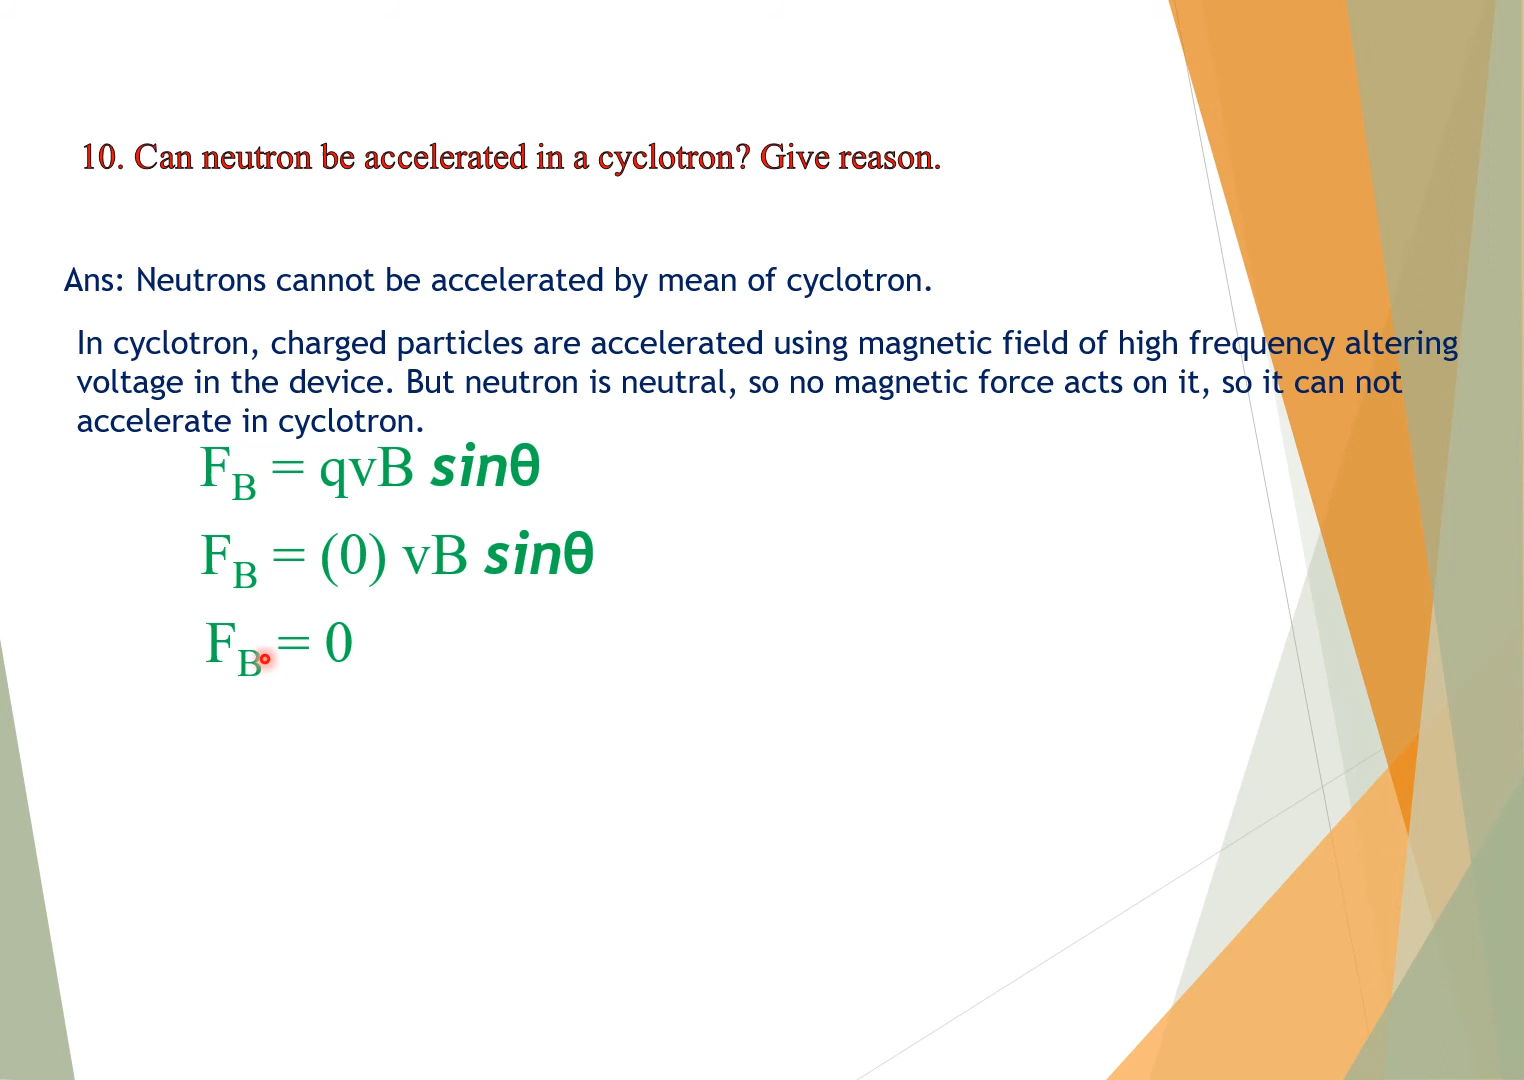 10. Can neutron be accelerated in a cyclotron? Give reason.
Ans: Neutrons cannot be accelerated by mean of cyclotron.
In cyclotron, charged particles are accelerated using magnetic field of high frequency altering
voltage in the device. But neutron is neutral, so no magnetic force acts on it, so it can not
accelerate in cyclotron.
F_B = qvB sinθ
F_B = (0) vB sinθ
F_B = 0